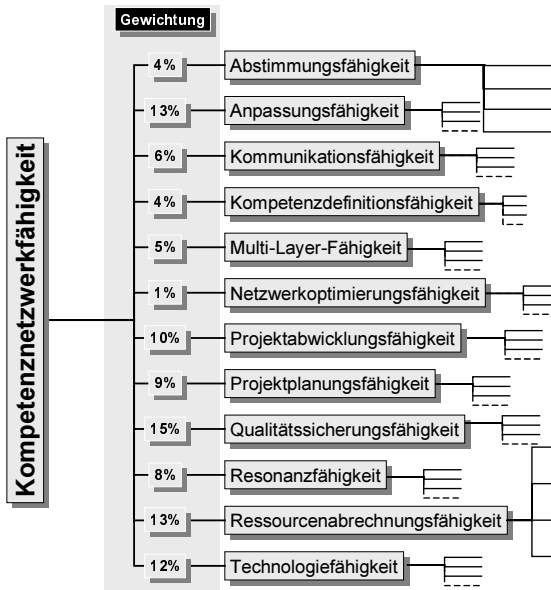 Gewichtung
Kompetenznetzwerkfähigkeit
4% Abstimmungsfähigkeit
13% Anpassungsfähigkeit
6% Kommunikationsfähigkeit
4% Kompetenzdefinitionsfähigkeit
5% Multi-Layer-Fähigkeit
1% Netzwerkoptimierungsfähigkeit
10% Projektabwicklungsfähigkeit
9% Projektplanungsfähigkeit
15% Qualitätssicherungsfähigkeit
8% Resonanzfähigkeit
13% Ressourcenabrechnungsfähigkeit
12% Technologiefähigkeit